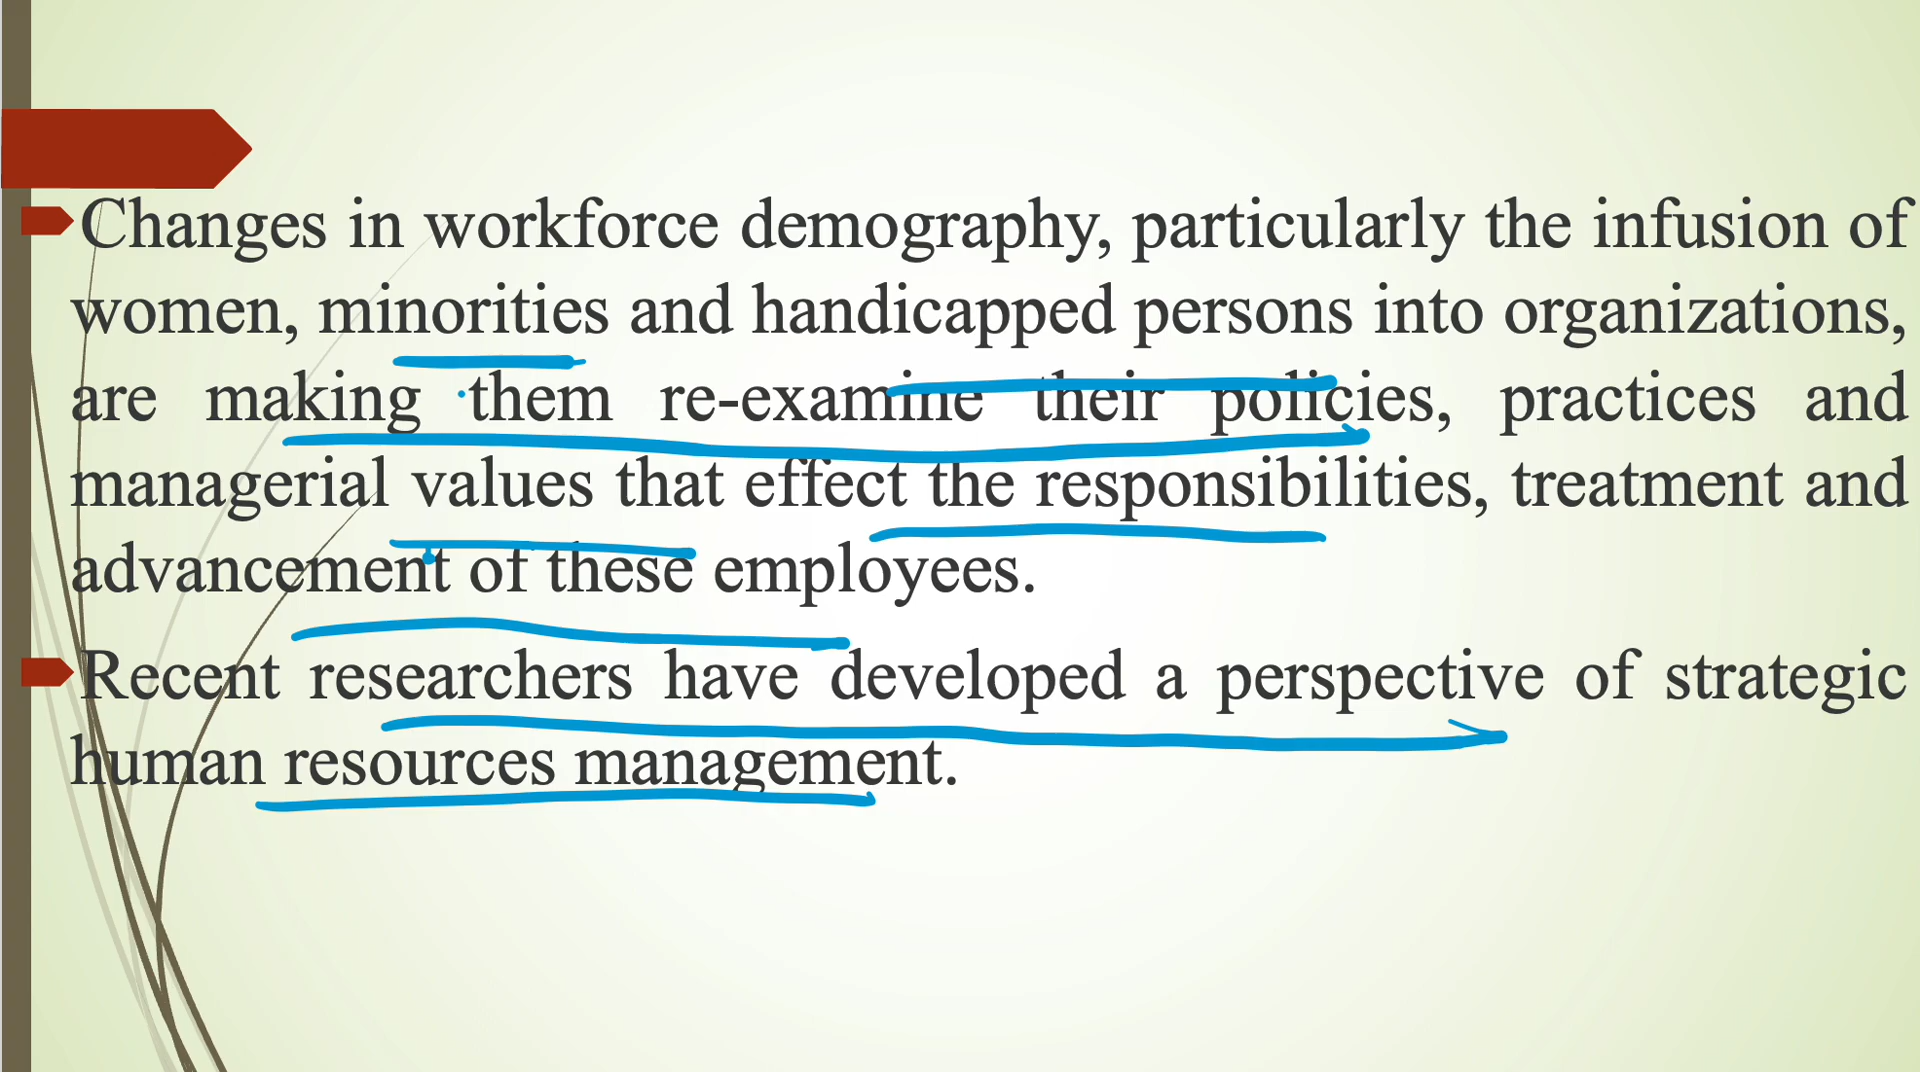 Changes in workforce demography, particularly the infusion of
women, minorities and handicapped persons into organizations,
are making them re-examine their policies, practices and
managerial values that effect the responsibilities, treatment and
advancement of these employees.
Recent researchers have developed a perspective of strategic
human resources management.